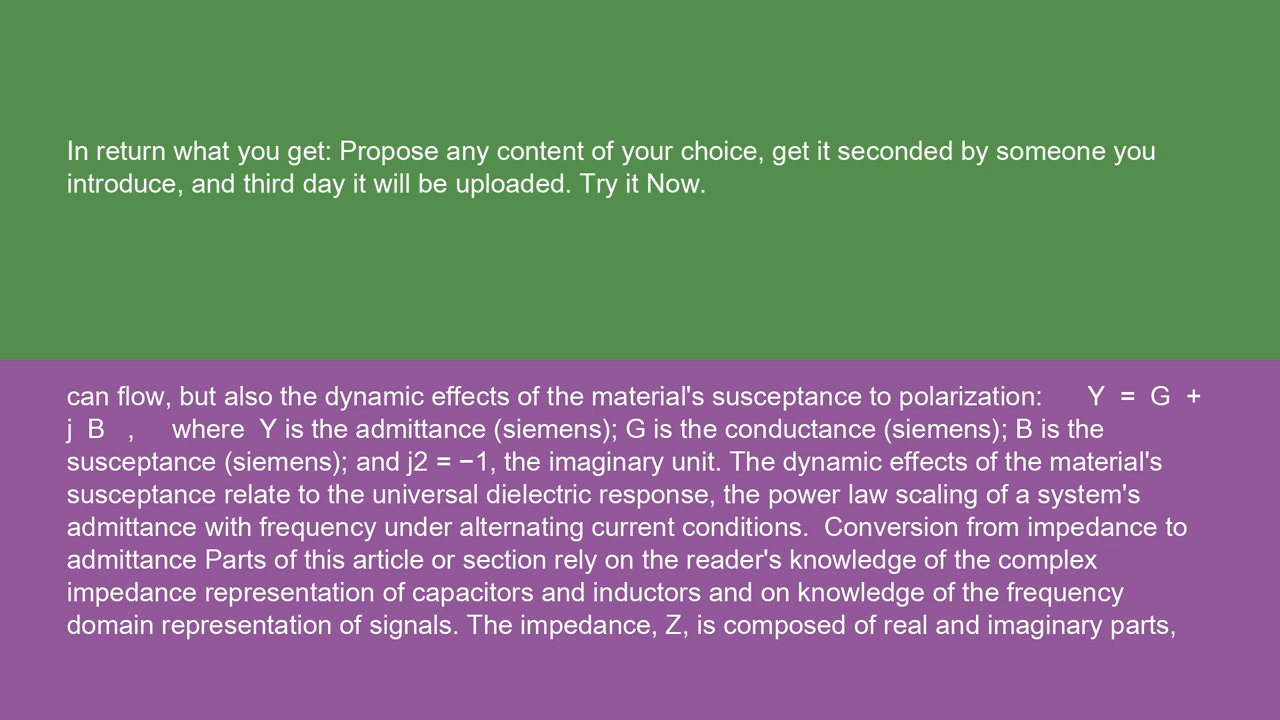 In return what you get: Propose any content of your choice, get it seconded by someone you
introduce, and third day it will be uploaded. Try it Now.
can flow, but also the dynamic effects of the material's susceptance to polarization:      Y  =  G  +
j  B   ,     where  Y is the admittance (siemens); G is the conductance (siemens); B is the
susceptance (siemens); and j2 = −1, the imaginary unit. The dynamic effects of the material's
susceptance relate to the universal dielectric response, the power law scaling of a system's
admittance with frequency under alternating current conditions.  Conversion from impedance to
admittance Parts of this article or section rely on the reader's knowledge of the complex
impedance representation of capacitors and inductors and on knowledge of the frequency
domain representation of signals. The impedance, Z, is composed of real and imaginary parts,